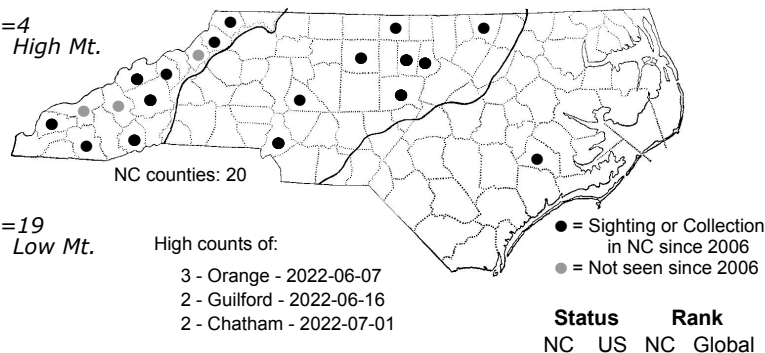 =4
High Mt.
NC counties: 20
=19
Low Mt.
High counts of:
3 - Orange - 2022-06-07
2 - Guilford - 2022-06-16
2 - Chatham - 2022-07-01
= Sighting or Collection
in NC since 2006
= Not seen since 2006
Status Rank
NC US NC Global